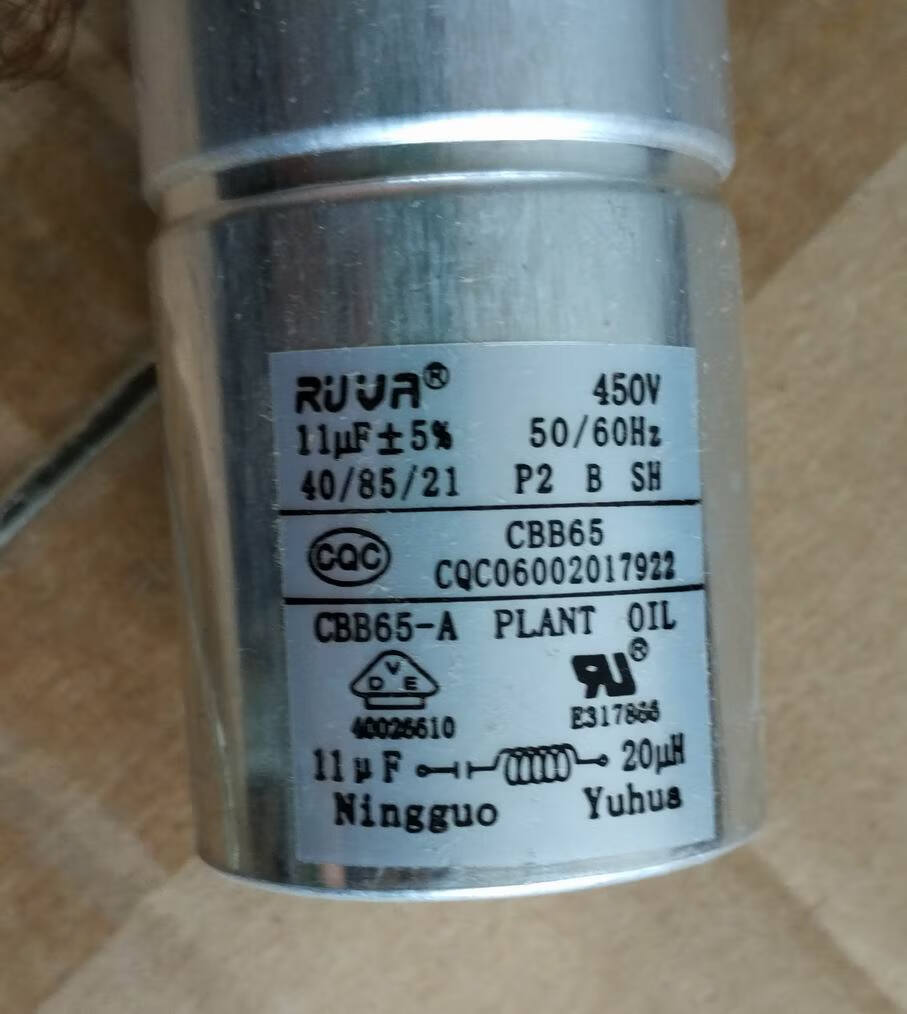 RUVA® 450V
11μF±5% 50/60Hz
40/85/21 P2 B SH
CQC CBB65
CQC06002017922
CBB65-A PLANT OIL
VDE RU®
40026610 E317866
11μF 20μH
Ningguo Yuhua